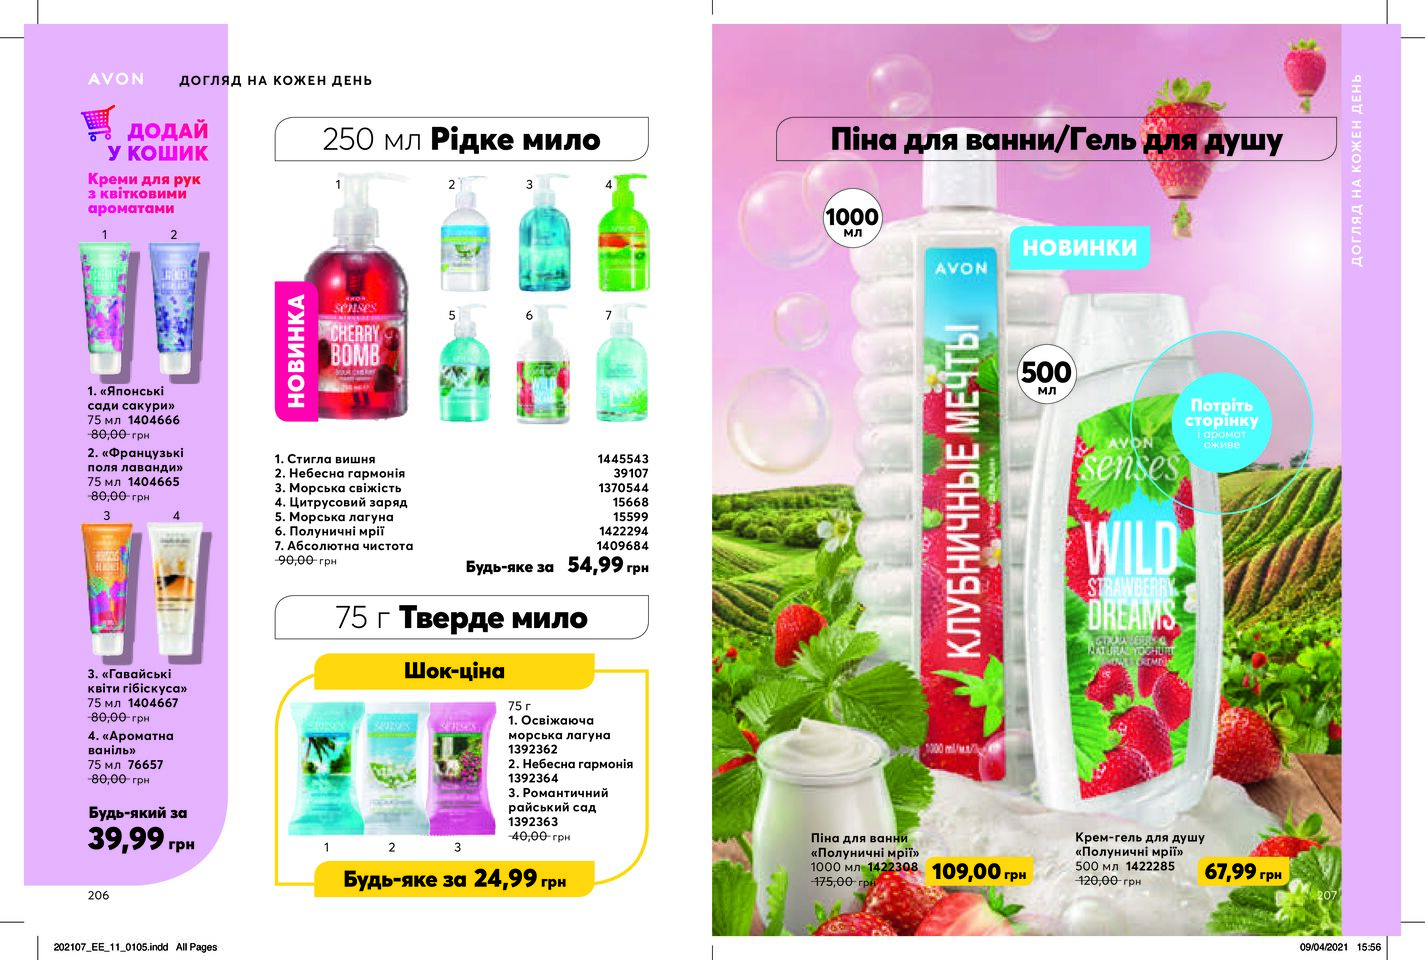 AVON
ДОГЛЯД НА КОЖЕН ДЕНЬ
ДОДАЙ
У КОШИК
Креми для рук
з квітковими
ароматами
1
2
1. «Японські
сади сакури»
75 мл 1404666
80,00 грн
2. «Французькі
поля лаванди»
75 мл 1404665
80,00 грн
3
4
3. «Гавайські
квіти гібіскуса»
75 мл 1404667
80,00 грн
4. «Ароматна
ваніль»
75 мл 76657
80,00 грн
Будь-який за
39,99 грн
206
250 мл Рідке мило
1
2
3
4
5
6
7
НОВИНКА
AVON
senses
CHERRY
BOMB
1. Стигла вишня 1445543
2. Небесна гармонія 39107
3. Морська свіжість 1370544
4. Цитрусовий заряд 15668
5. Морська лагуна 15599
6. Полуничні мрії 1422294
7. Абсолютна чистота 1409684
90,00 грн
Будь-яке за 54,99 грн
75 г Тверде мило
Шок-ціна
SENSES
SENSES
SENSES
1
2
3
75 г
1. Освіжаюча
морська лагуна
1392362
2. Небесна гармонія
1392364
3. Романтичний
райський сад
1392363
40,00 грн
Будь-яке за 24,99 грн
Піна для ванни/Гель для душу
ДОГЛЯД НА КОЖЕН ДЕНЬ
1000
мл
НОВИНКИ
AVON
КЛУБНИЧНЫЕ МЕЧТЫ
500
мл
Потріть
сторінку
і аромат
оживе
AVON
senses
WILD
STRAWBERRY
DREAMS
STRAWBERRY &
NATURAL YOGHURT
SHOWER CREME
Піна для ванни
«Полуничні мрії»
1000 мл 1422308
175,00 грн
109,00 грн
Крем-гель для душу
«Полуничні мрії»
500 мл 1422285
120,00 грн
67,99 грн
207
202107_EE_11_0105.indd All Pages
09/04/2021 15:56